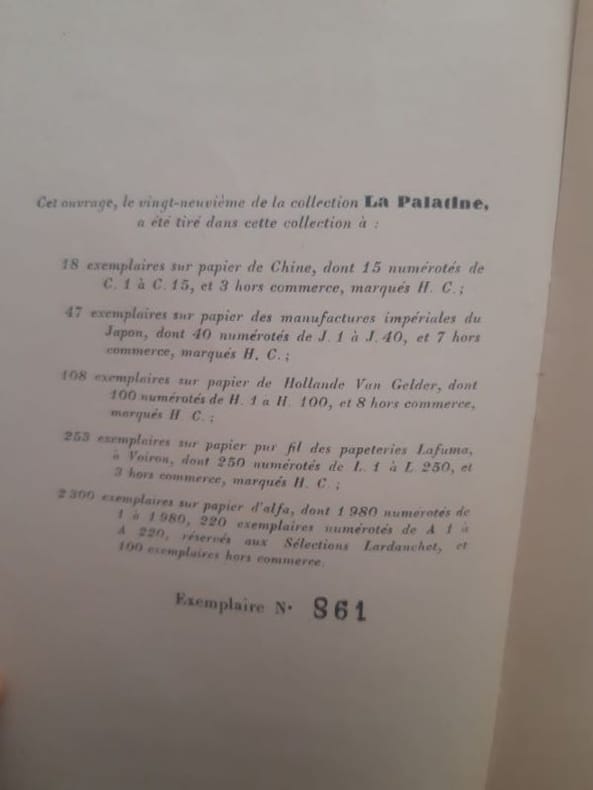 Cet ouvrage, le vingt-neuvième de la collection La Palatine,
a été tiré dans cette collection à :
18 exemplaires sur papier de Chine, dont 15 numérotés de
C. 1 à C. 15, et 3 hors commerce, marqués H. C. ;
47 exemplaires sur papier des manufactures impériales du
Japon, dont 40 numérotés de J. 1 à J. 40, et 7 hors
commerce, marqués H. C. ;
108 exemplaires sur papier de Hollande Van Gelder, dont
100 numérotés de H. 1 à H. 100, et 8 hors commerce,
marqués H C. ;
253 exemplaires sur papier pur fil des papeteries Lafuma,
à Voiron, dont 250 numérotés de L. 1 à L 250, et
3 hors commerce, marqués H. C ;
2 300 exemplaires sur papier d'alfa, dont 1 980 numérotés de
1 à 1 980, 220 exemplaires numérotés de A 1 à
A 220, réservés aux Sélections Lardanchet, et
100 exemplaires hors commerce.
Exemplaire N° 861